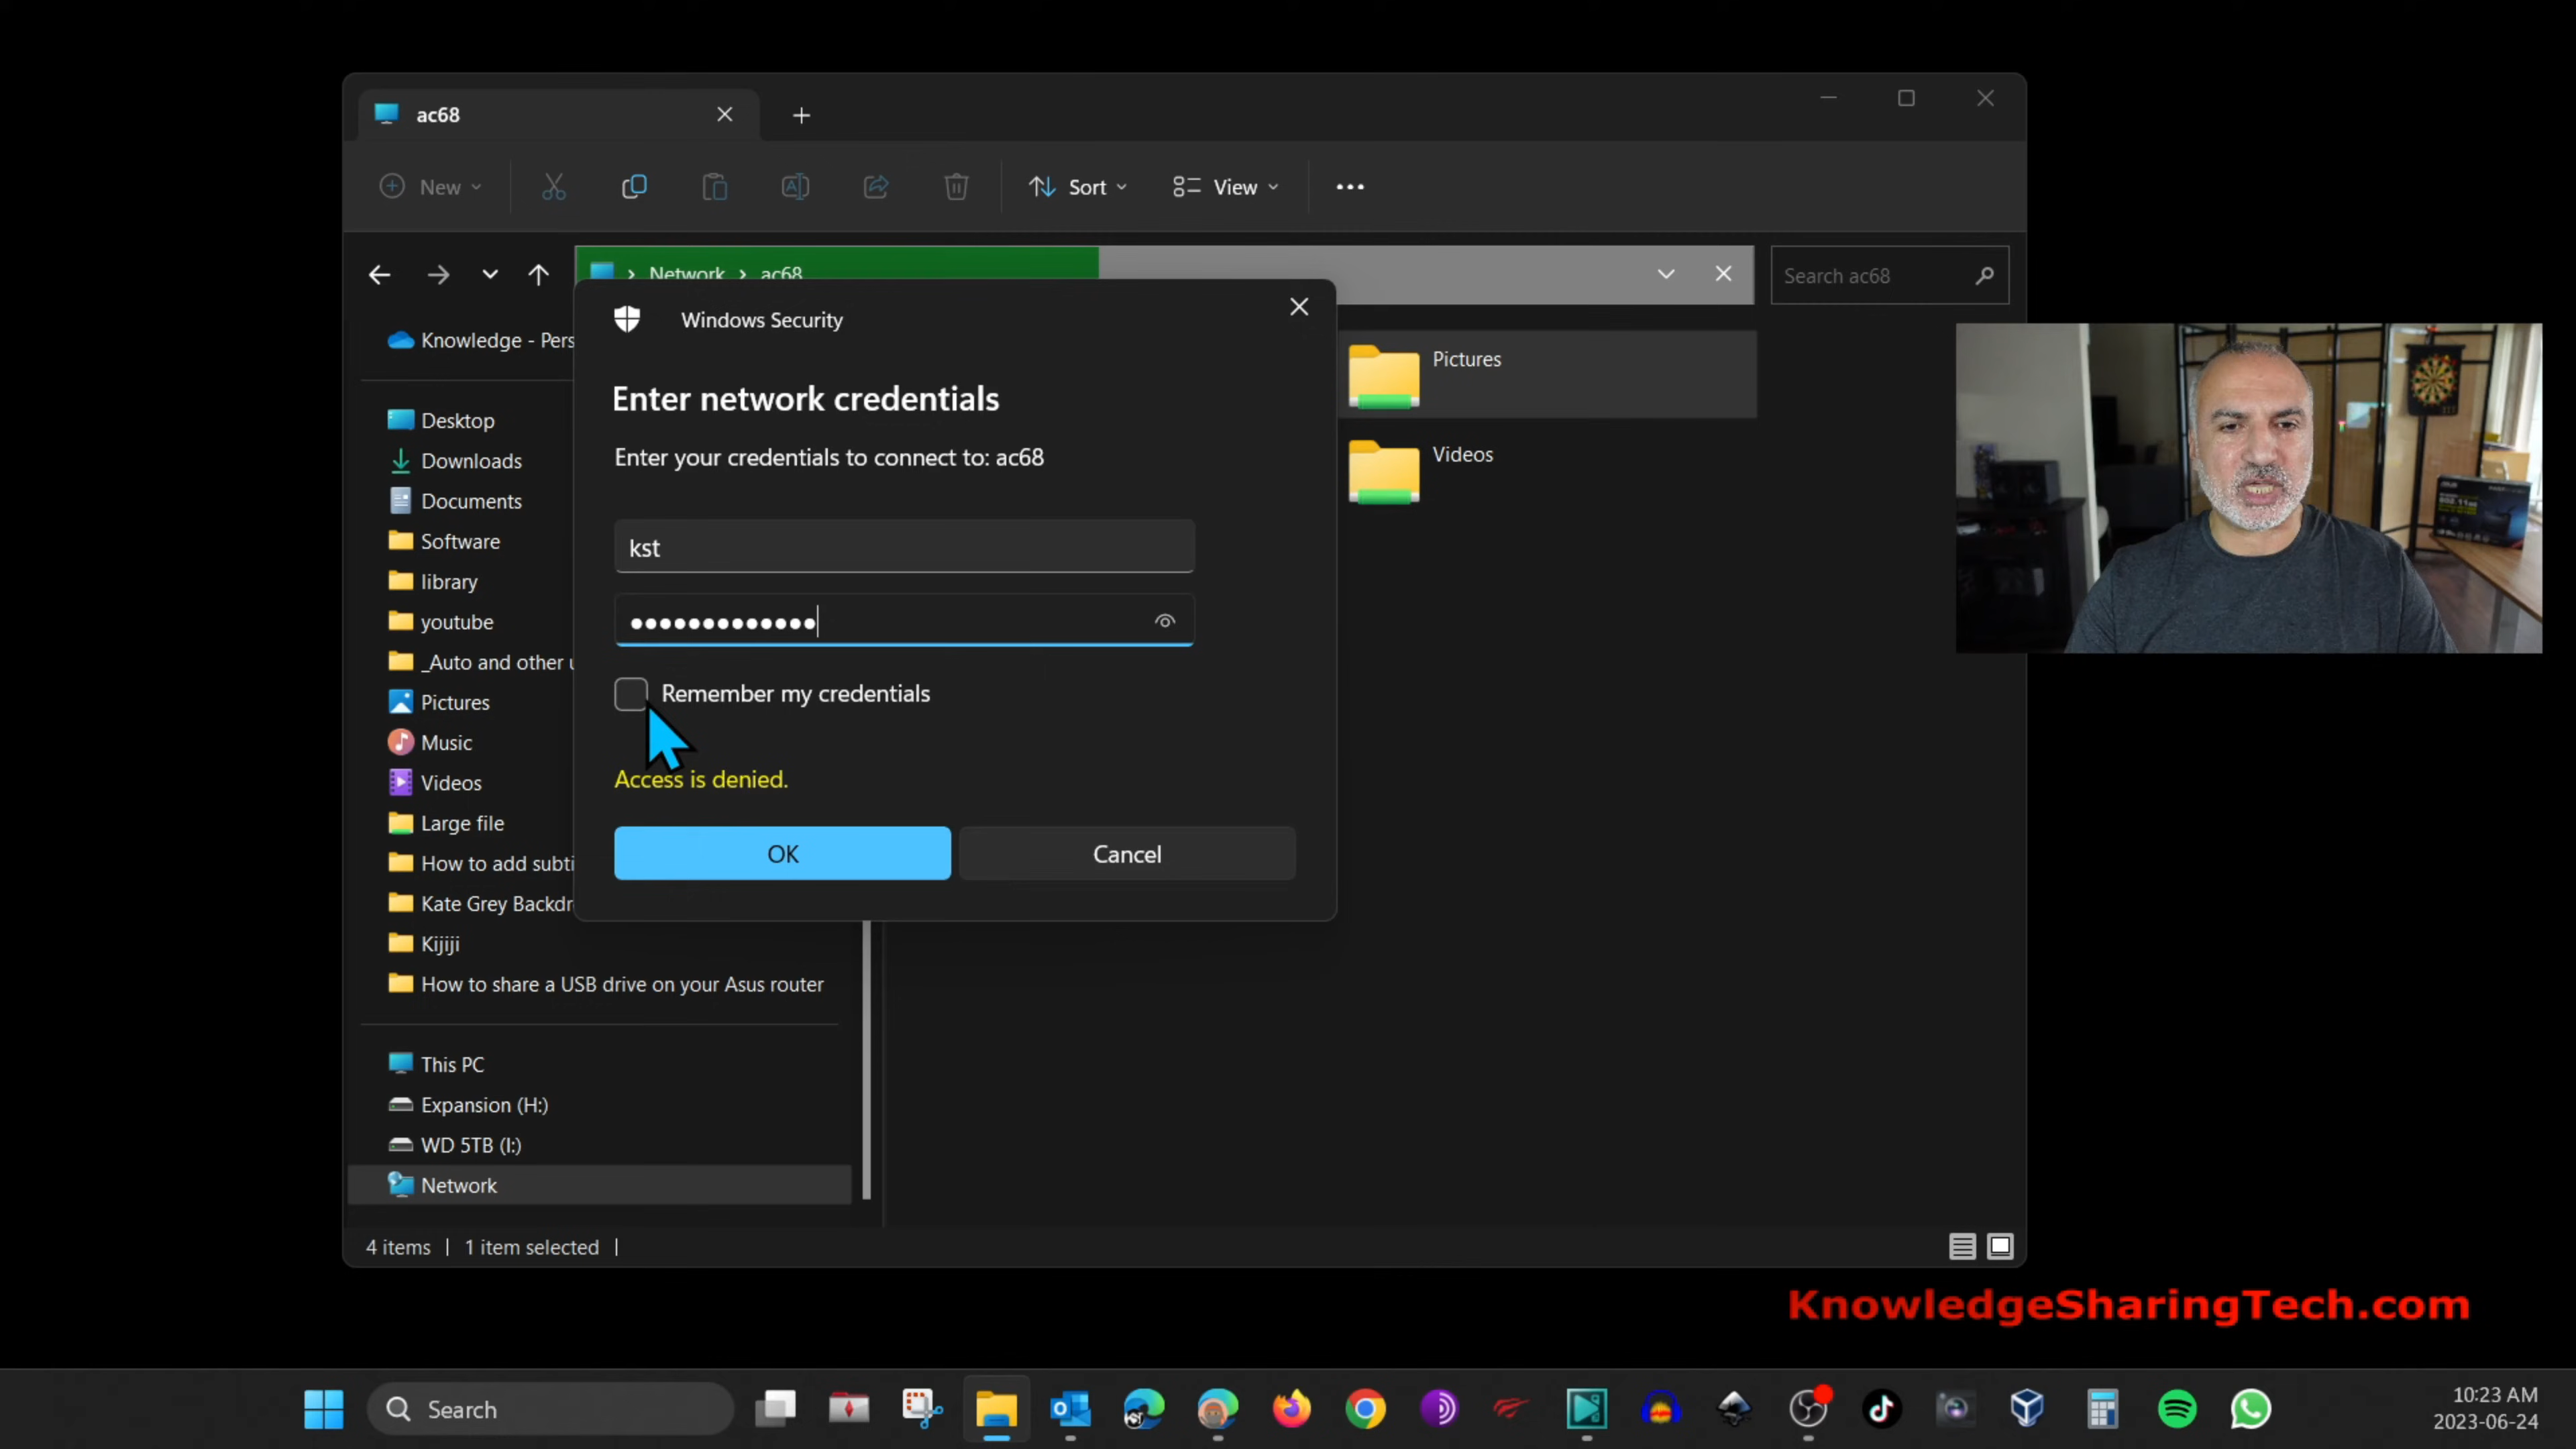 ac68
New
Sort
View
Network > ac68
Search ac68
Windows Security
Enter network credentials
Enter your credentials to connect to: ac68
kst
Remember my credentials
Access is denied.
OK
Cancel
Knowledge - Pers
Desktop
Downloads
Documents
Software
library
youtube
_Auto and other u
Pictures
Music
Videos
Large file
How to add subti
Kate Grey Backdr
Kijiji
How to share a USB drive on your Asus router
This PC
Expansion (H:)
WD 5TB (I:)
Network
Pictures
Videos
4 items
1 item selected
KnowledgeSharingTech.com
Search
10:23 AM
2023-06-24